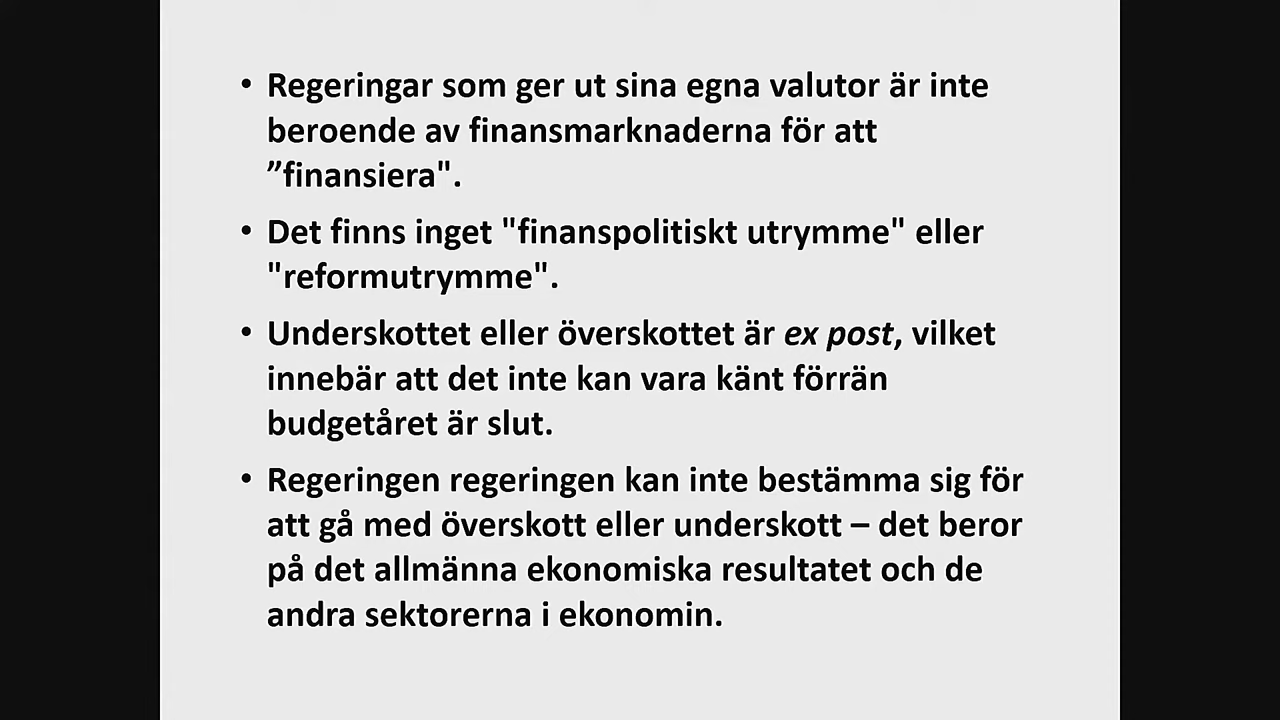 • Regeringar som ger ut sina egna valutor är inte
beroende av finansmarknaderna för att
”finansiera".
• Det finns inget "finanspolitiskt utrymme" eller
"reformutrymme".
• Underskottet eller överskottet är ex post, vilket
innebär att det inte kan vara känt förrän
budgetåret är slut.
• Regeringen regeringen kan inte bestämma sig för
att gå med överskott eller underskott – det beror
på det allmänna ekonomiska resultatet och de
andra sektorerna i ekonomin.